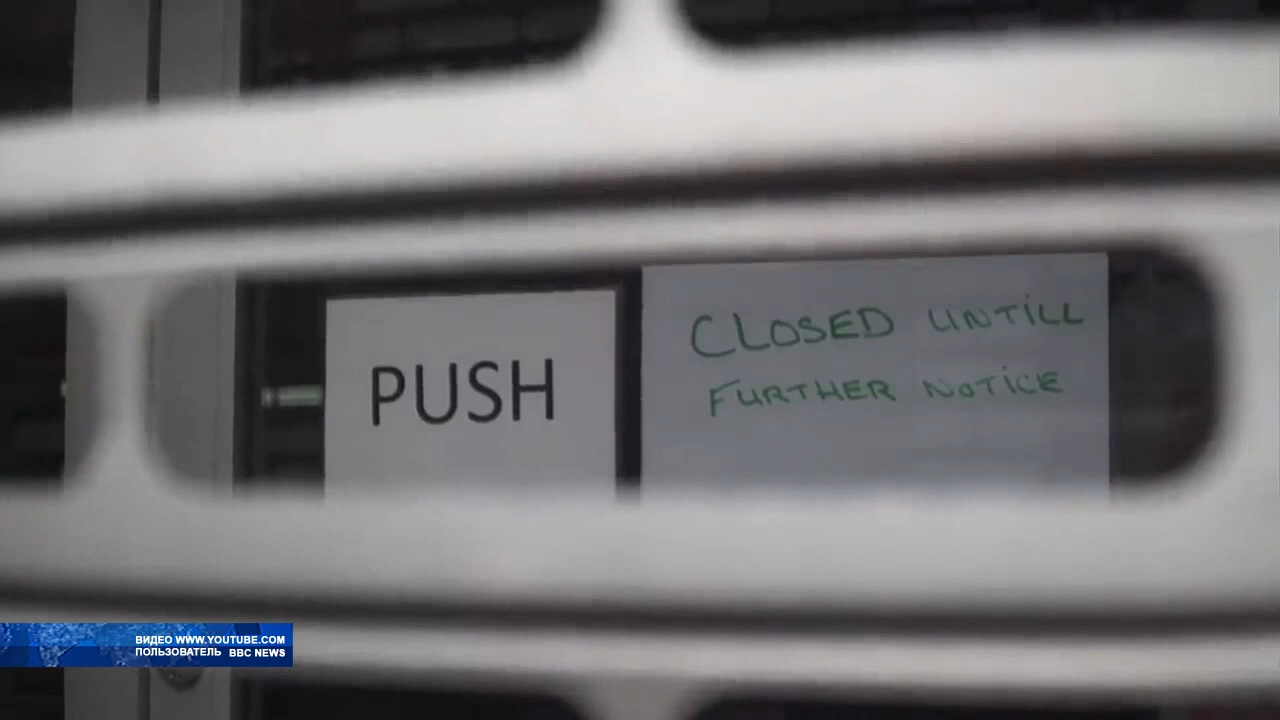 PUSH
CLOSED UNTILL
FURTHER NOTICE
ВИДЕО WWW.YOUTUBE.COM
ПОЛЬЗОВАТЕЛЬ BBC NEWS